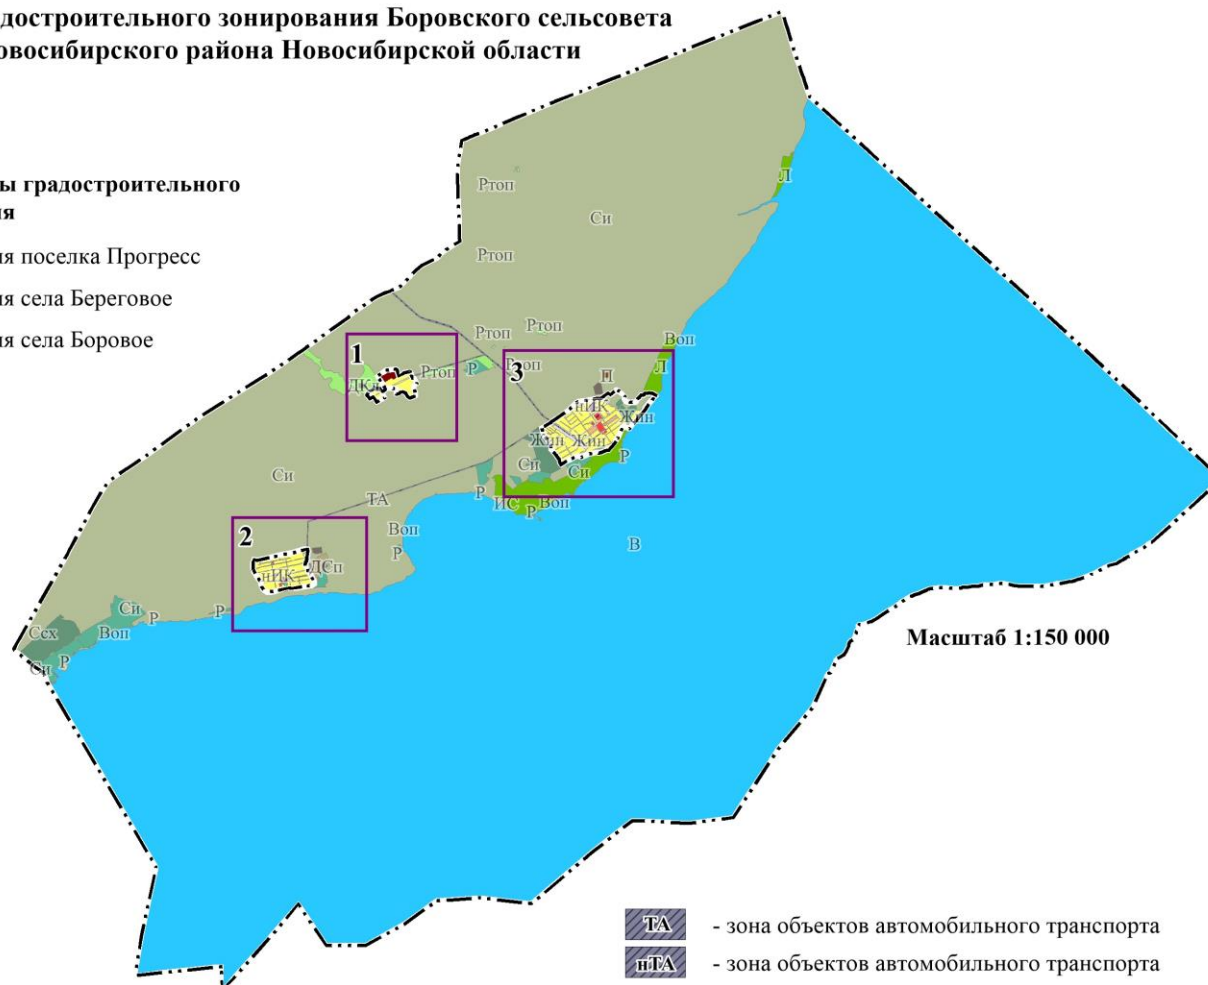 достроительного зонирования Боровского сельсовета
овосибирского района Новосибирской области
ы градостроительного
ия
ия поселка Прогресс
ия села Береговое
ия села Боровое
Л
Ртоп
Си
Ртоп
Ртоп
Ртоп
Воп
1
Ртоп
Р
3
Ртоп
П
Л
ДКл
нИК
Жин
Жин
Жин
Си
Си
Р
Си
ТА
Р
ИС
Р
Воп
2
Воп
Р
В
ДСп
нИК
Си
Р
Р
Ссх
Воп
Си
Р
Масштаб 1:150 000
ТА - зона объектов автомобильного транспорта
нТА - зона объектов автомобильного транспорта